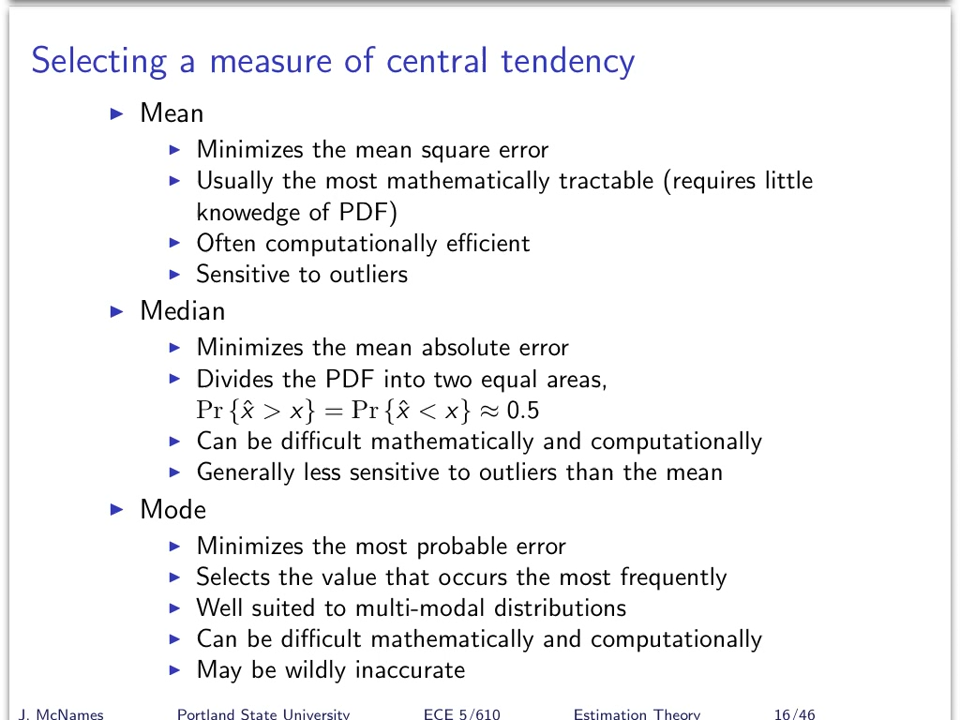 Selecting a measure of central tendency
▶ Mean
▶ Minimizes the mean square error
▶ Usually the most mathematically tractable (requires little
knowedge of PDF)
▶ Often computationally efficient
▶ Sensitive to outliers
▶ Median
▶ Minimizes the mean absolute error
▶ Divides the PDF into two equal areas,
Pr {x̂ > x} = Pr {x̂ < x} ≈ 0.5
▶ Can be difficult mathematically and computationally
▶ Generally less sensitive to outliers than the mean
▶ Mode
▶ Minimizes the most probable error
▶ Selects the value that occurs the most frequently
▶ Well suited to multi-modal distributions
▶ Can be difficult mathematically and computationally
▶ May be wildly inaccurate
J. McNames Portland State University ECE 5/610 Estimation Theory 16/46